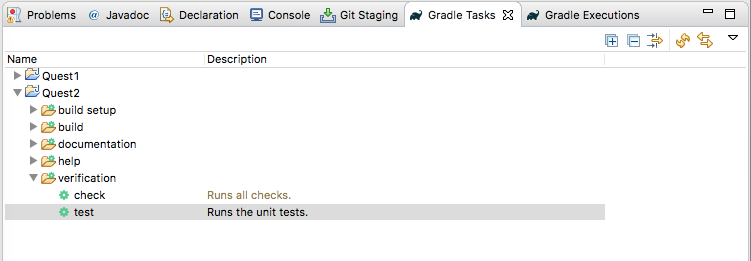 Problems @ Javadoc Declaration Console Git Staging Gradle Tasks Gradle Executions
Name Description
Quest1
Quest2
build setup
build
documentation
help
verification
check Runs all checks.
test Runs the unit tests.